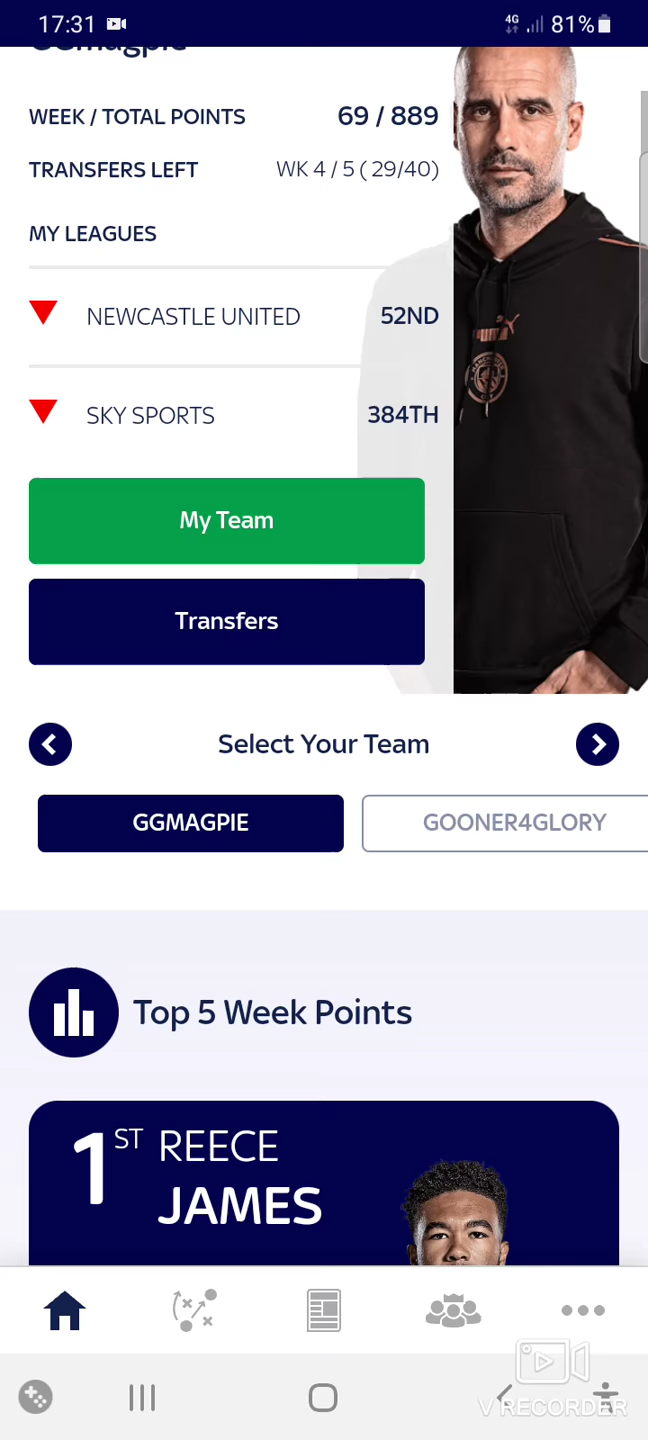 17:31 4G 81%
GGmagpie
WEEK / TOTAL POINTS 69 / 889
TRANSFERS LEFT WK 4 / 5 ( 29/40)
MY LEAGUES
NEWCASTLE UNITED 52ND
SKY SPORTS 384TH
My Team
Transfers
Select Your Team
GGMAGPIE GOONER4GLORY
Top 5 Week Points
1ST REECE
JAMES
V RECORDER